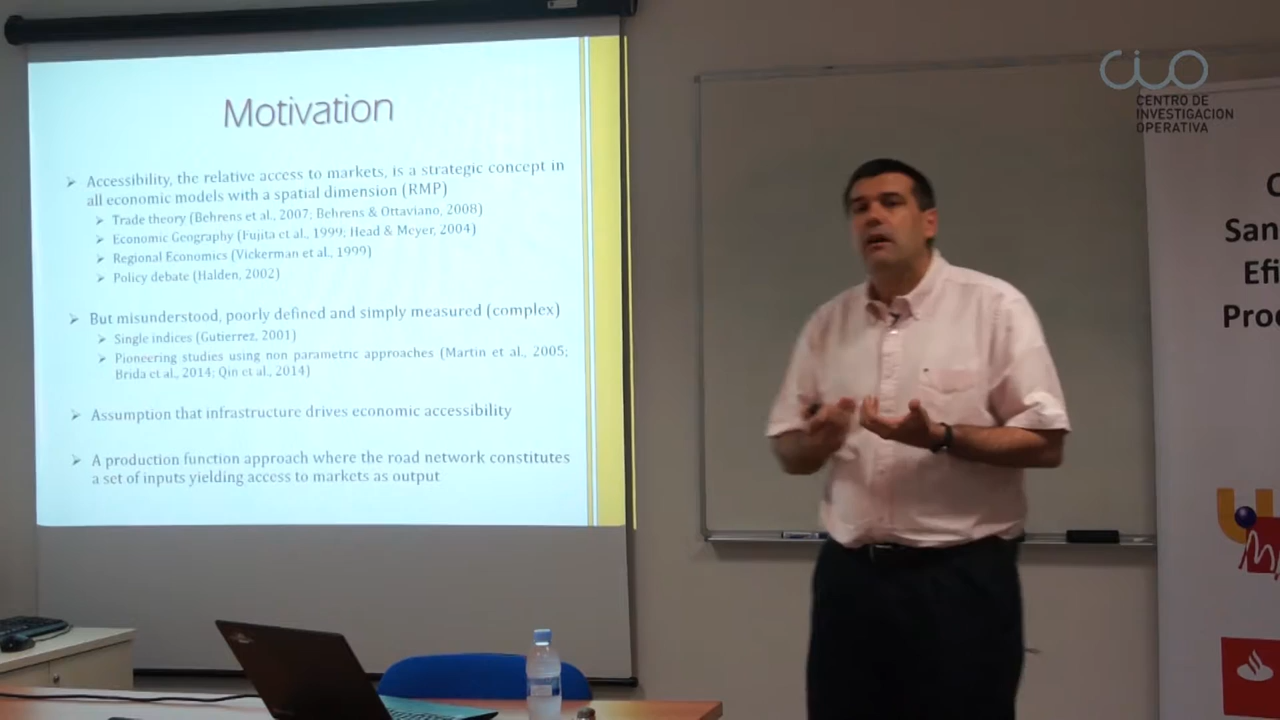 Motivation
Accessibility, the relative access to markets, is a strategic concept in
all economic models with a spatial dimension (RMP)
Trade theory (Behrens et al., 2007; Behrens & Ottaviano, 2008)
Economic Geography (Fujita et al., 1999; Head & Meyer, 2004)
Regional Economics (Vickerman et al., 1999)
Policy debate (Halden, 2002)
But misunderstood, poorly defined and simply measured (complex)
Single indices (Gutierrez, 2001)
Pioneering studies using non parametric approaches (Martin et al., 2005;
Brida et al., 2014; Qin et al., 2014)
Assumption that infrastructure drives economic accessibility
A production function approach where the road network constitutes
a set of inputs yielding access to markets as output
CIO
CENTRO DE
INVESTIGACION
OPERATIVA
San
Efi
Prod